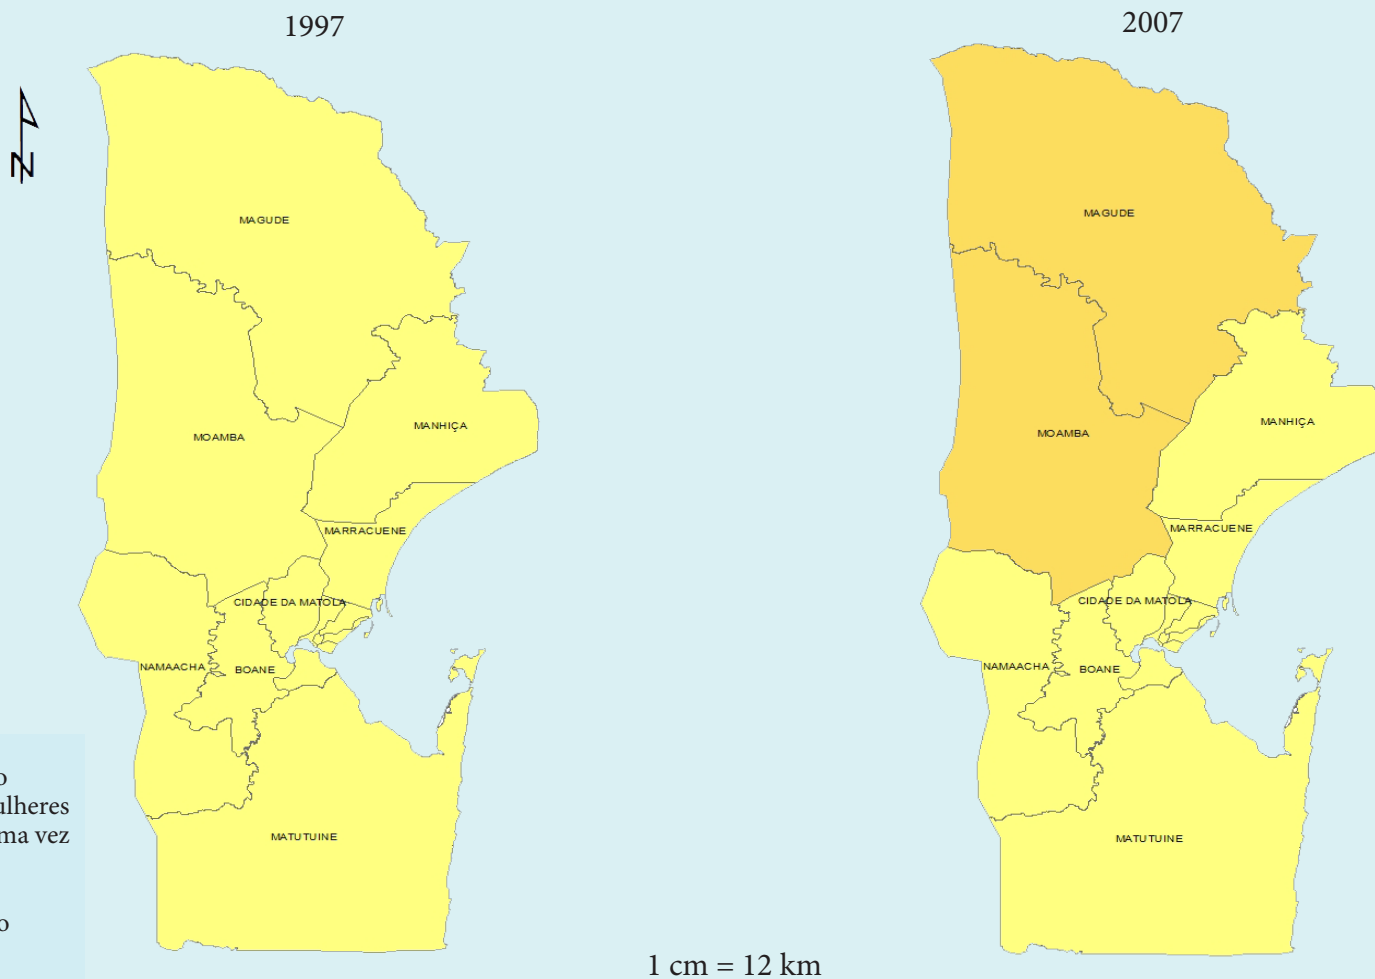 1997
2007
N
MAGUDE
MOAMBA
MANHIÇA
MARRACUENE
CIDADE DA MATOLA
NAMAACHA
BOANE
MATUTUINE
MAGUDE
MOAMBA
MANHIÇA
MARRACUENE
CIDADE DA MATOLA
NAMAACHA
BOANE
MATUTUINE
o
ulheres
ma vez
o
1 cm = 12 km